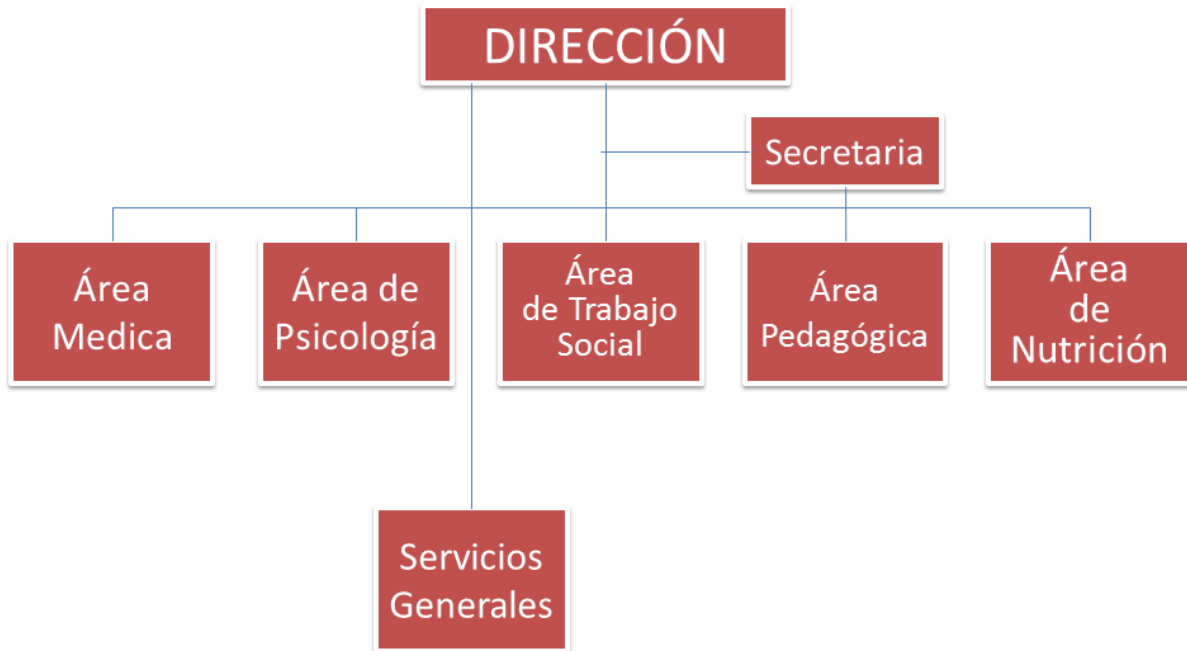 DIRECCIÓN
Secretaria
Área
Medica
Área de
Psicología
Área
de Trabajo
Social
Área
Pedagógica
Área
de
Nutrición
Servicios
Generales